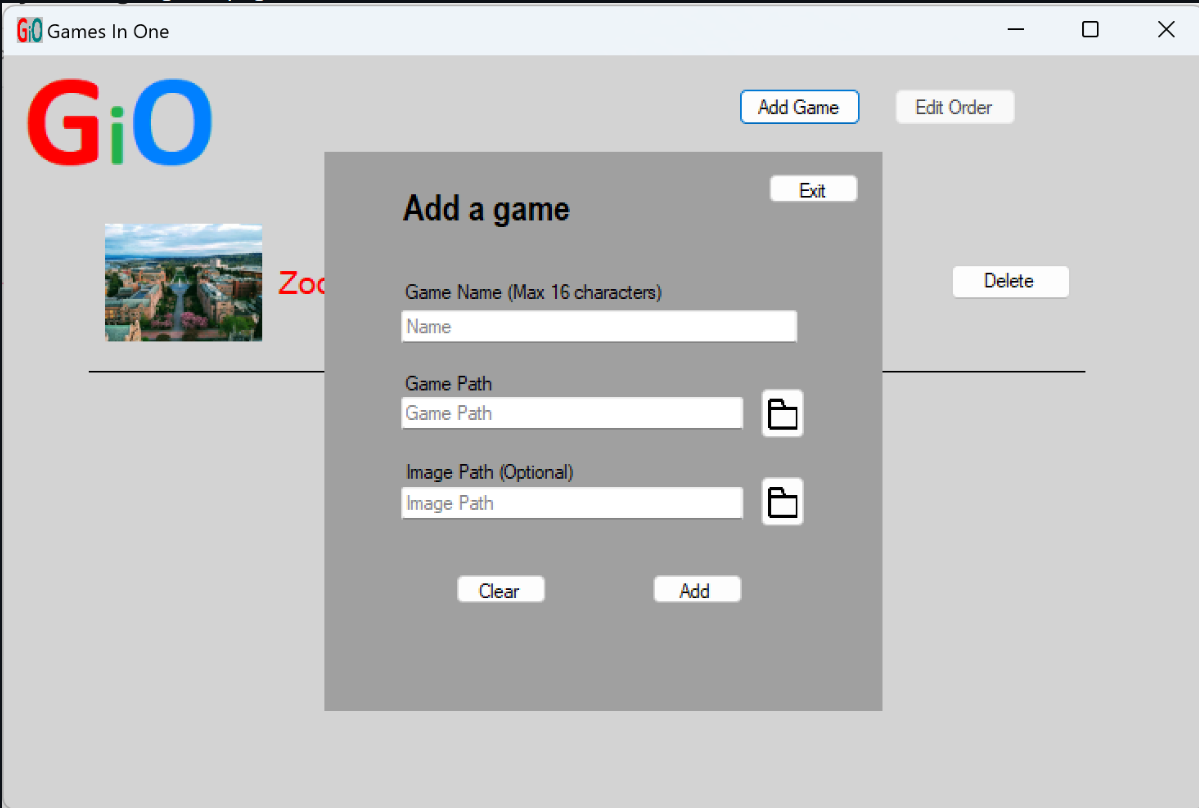 GiO Games In One
GiO
Add Game
Edit Order
Add a game
Exit
Zoo
Delete
Game Name (Max 16 characters)
Name
Game Path
Game Path
Image Path (Optional)
Image Path
Clear
Add